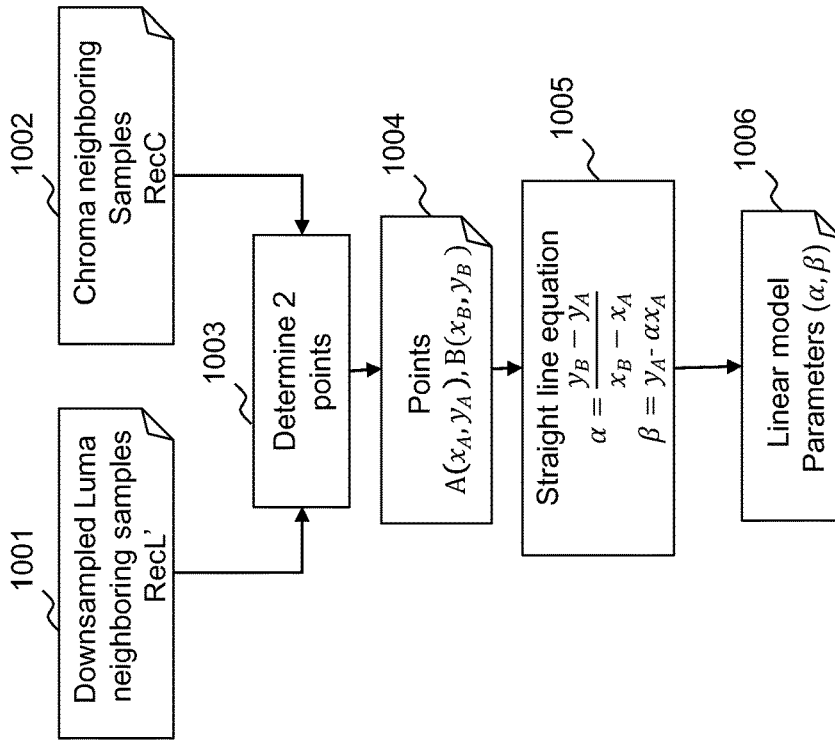 1001
Downsampled Luma
neighboring samples
RecL'
1002
Chroma neighboring
Samples
RecC
1003
Determine 2
points
1004
Points
A(x_A, y_A), B(x_B, y_B)
1005
Straight line equation
α = (y_B − y_A) / (x_B − x_A)
β = y_A - αx_A
1006
Linear model
Parameters (α, β)